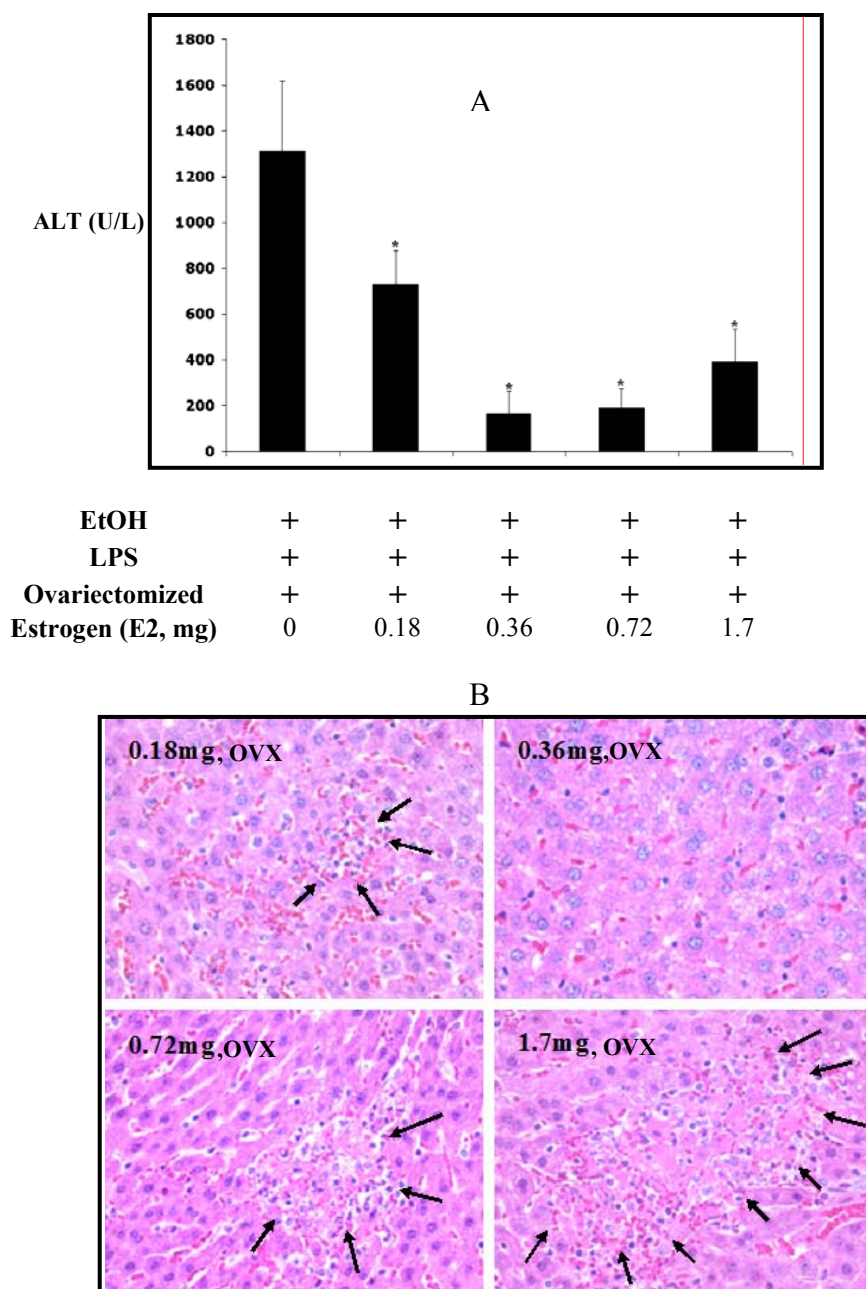 1800
1600
A
1400
1200
ALT (U/L)
1000
*
800
600
*
*
*
400
200
0
EtOH + + + + +
LPS + + + + +
Ovariectomized + + + + +
Estrogen (E2, mg) 0 0.18 0.36 0.72 1.7
B
0.18mg, OVX
0.36mg,OVX
0.72mg,OVX
1.7mg, OVX